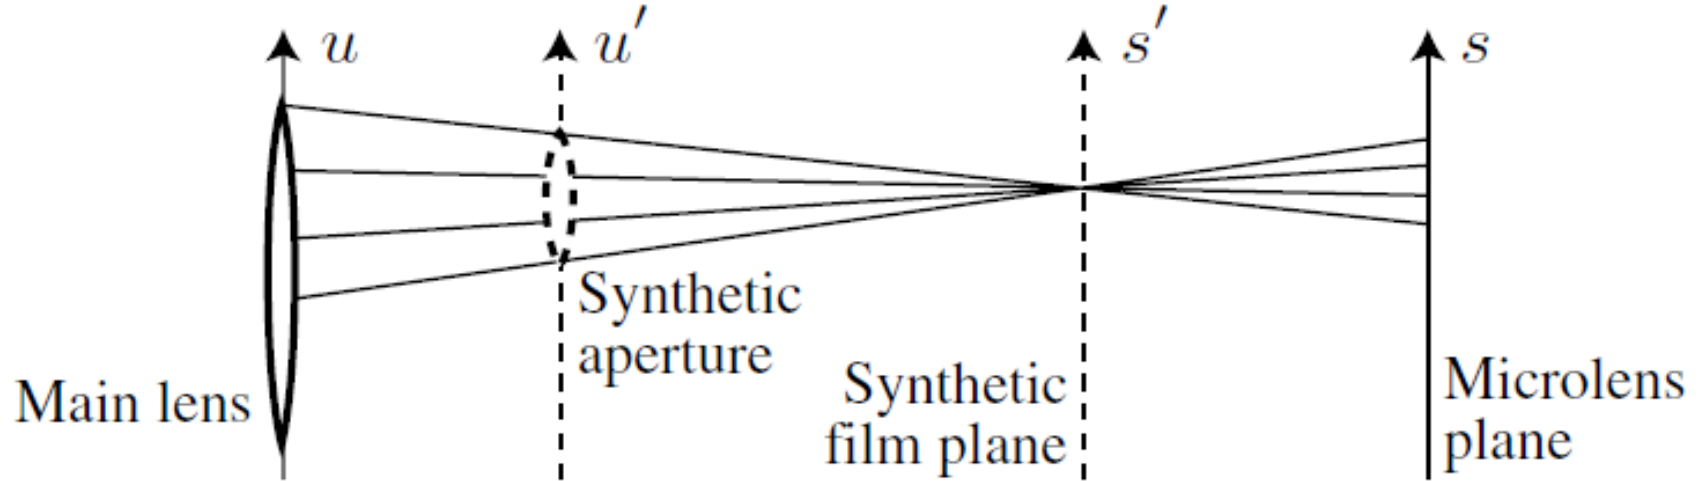 u
u′
s′
s
Synthetic
aperture
Main lens
Synthetic
film plane
Microlens
plane